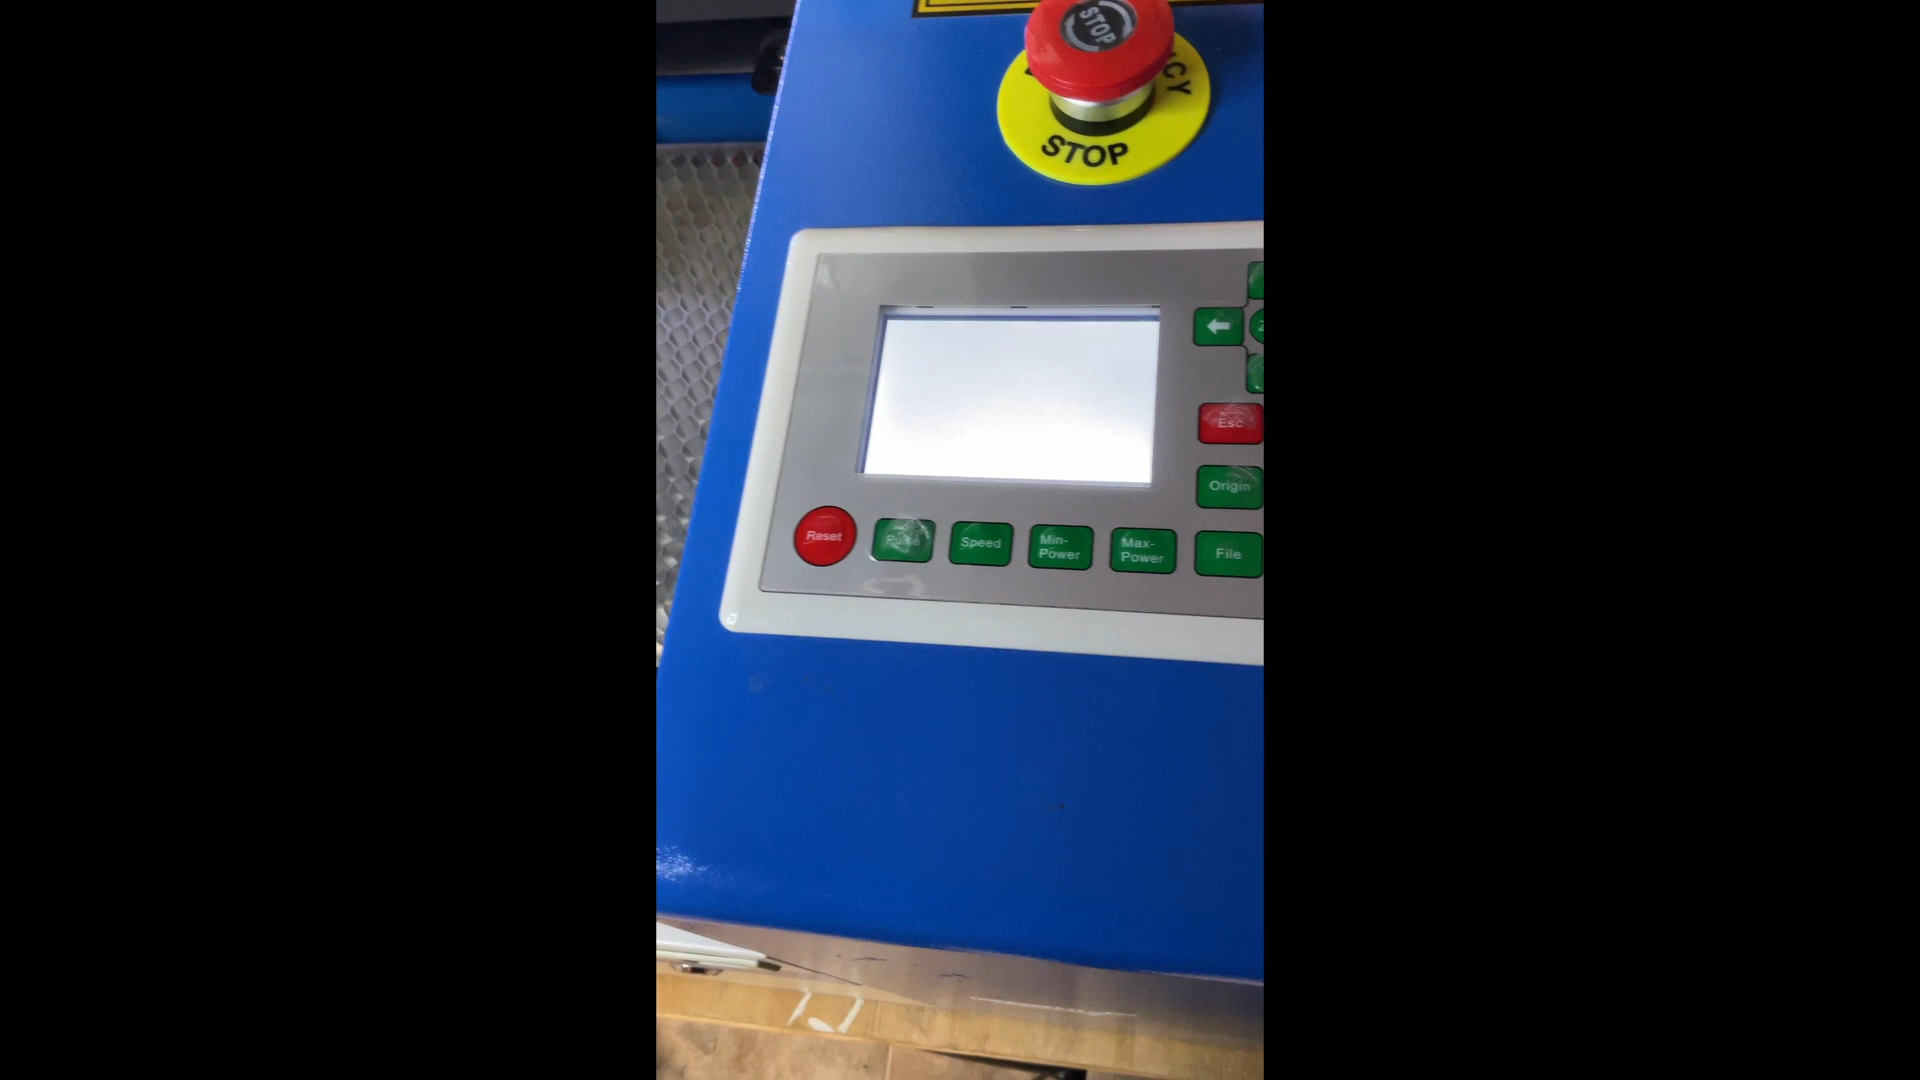 STOP
STOP
Esc
Origin
Reset
Speed
Min-
Power
Max-
Power
File